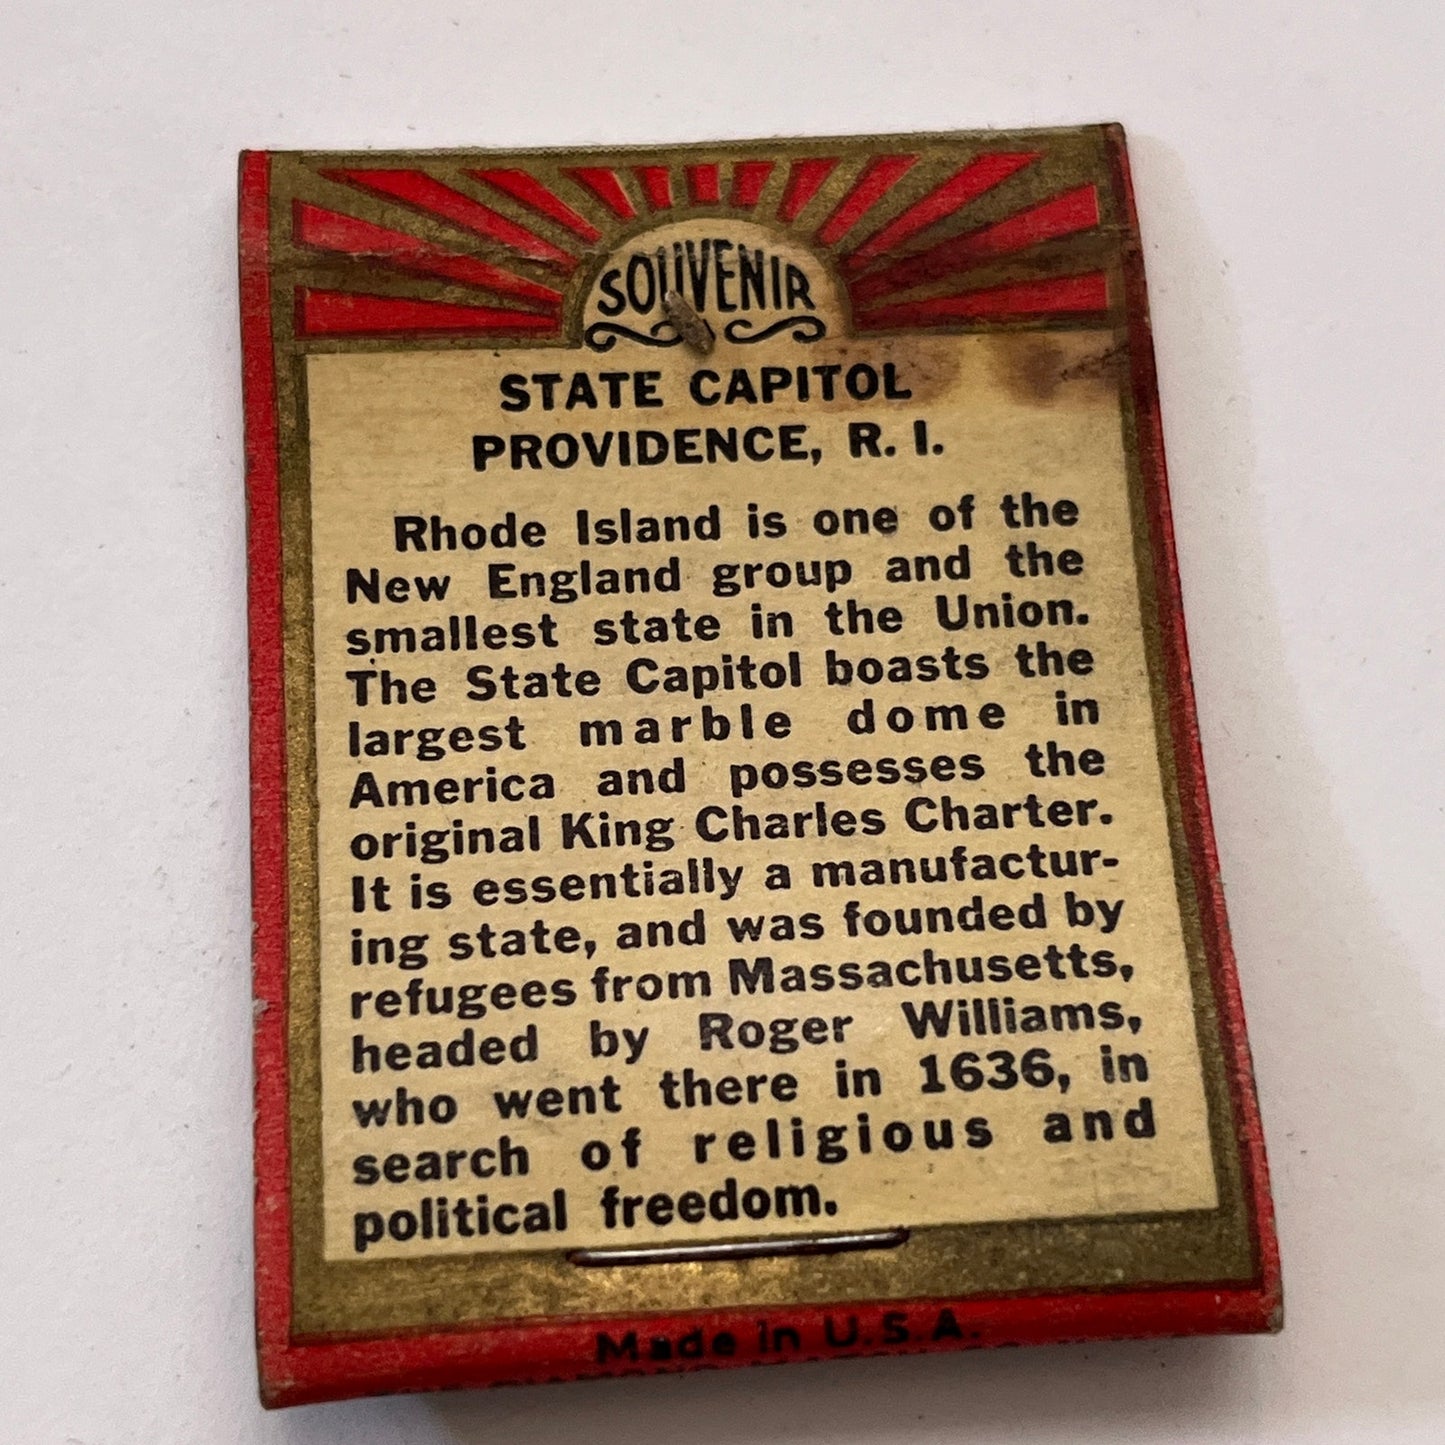 SOUVENIR
STATE CAPITOL
PROVIDENCE, R. I.
Rhode Island is one of the
New England group and the
smallest state in the Union.
The State Capitol boasts the
largest marble dome in
America and possesses the
original King Charles Charter.
It is essentially a manufactur-
ing state, and was founded by
refugees from Massachusetts,
headed by Roger Williams,
who went there in 1636, in
search of religious and
political freedom.
Made in U.S.A.